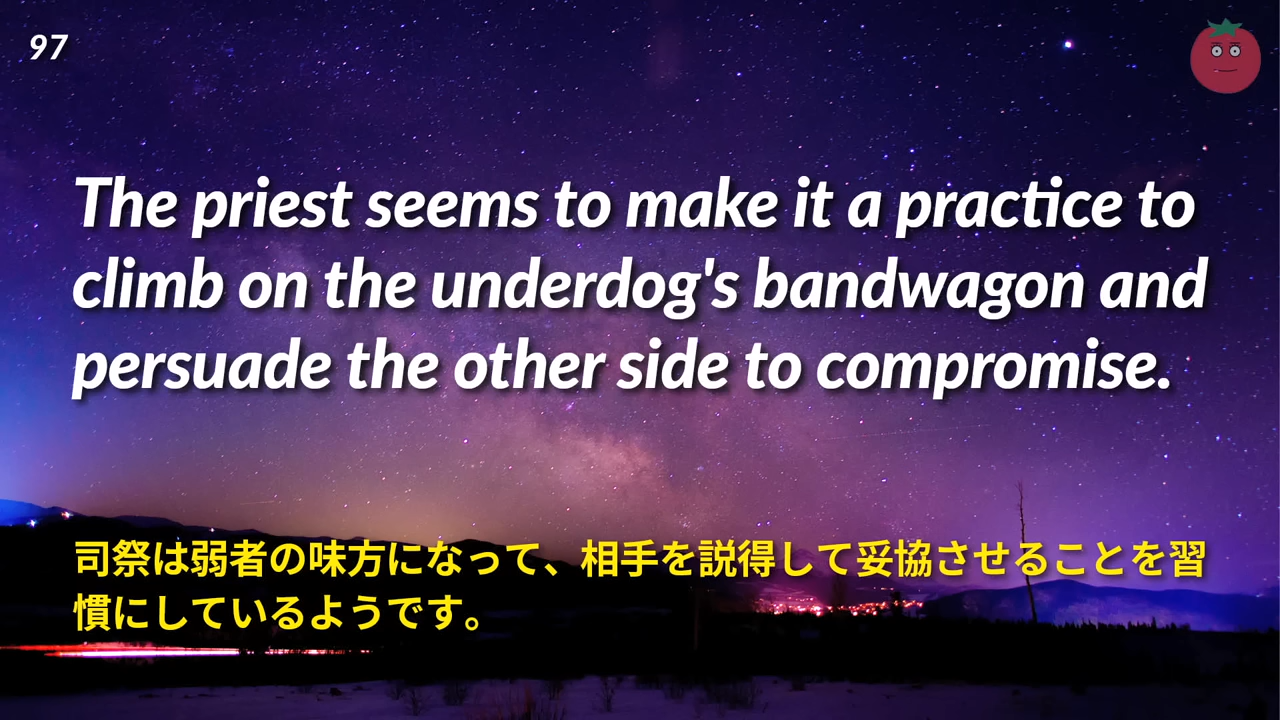 97
The priest seems to make it a practice to
climb on the underdog's bandwagon and
persuade the other side to compromise.
司祭は弱者の味方になって、相手を説得して妥協させることを習
慣にしているようです。